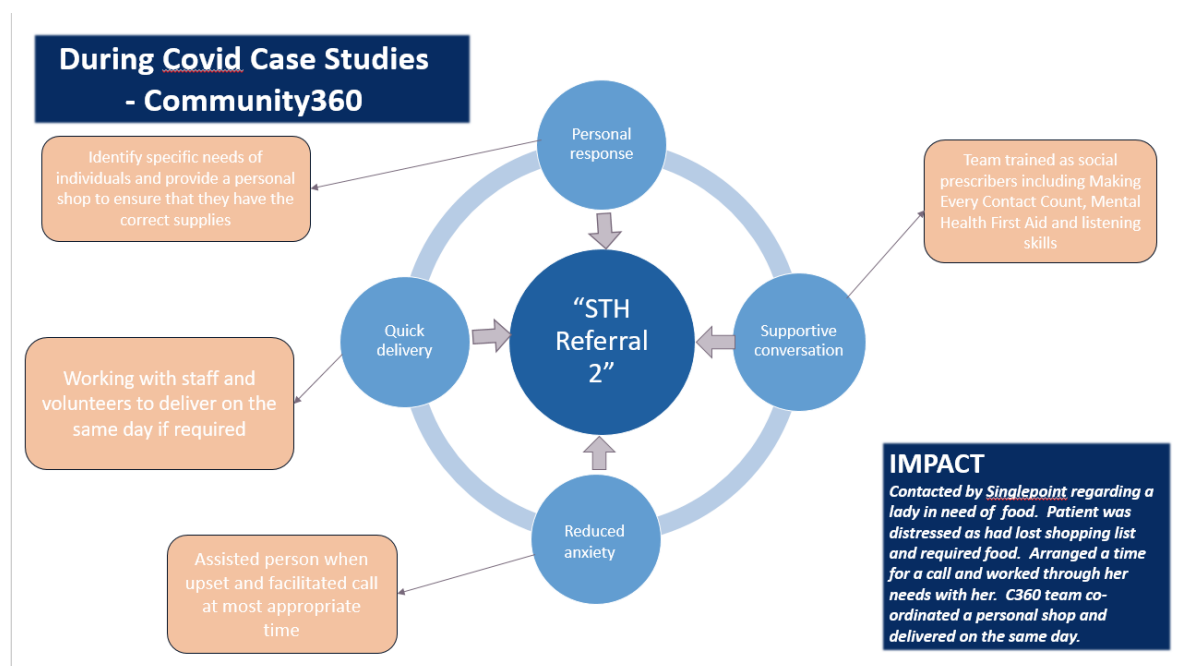 During Covid Case Studies
- Community360
Personal
response
Identify specific needs of
individuals and provide a personal
shop to ensure that they have the
correct supplies
Team trained as social
prescribers including Making
Every Contact Count, Mental
Health First Aid and listening
skills
Quick
delivery
“STH
Referral
2”
Supportive
conversation
Working with staff and
volunteers to deliver on the
same day if required
Reduced
anxiety
Assisted person when
upset and facilitated call
at most appropriate
time
IMPACT
Contacted by Singlepoint regarding a
lady in need of food. Patient was
distressed as had lost shopping list
and required food. Arranged a time
for a call and worked through her
needs with her. C360 team co-
ordinated a personal shop and
delivered on the same day.